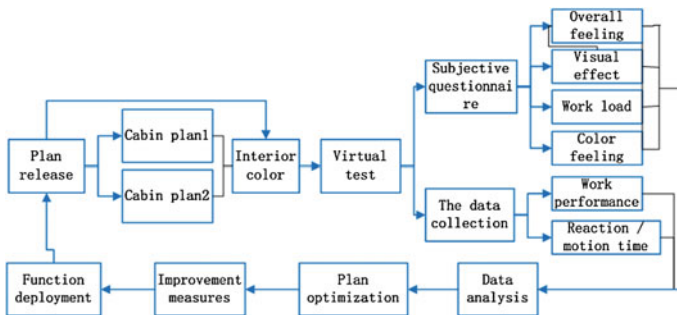 Overall
feeling
Subjective
questionnai
re
Visual
effect
Cabin plan1
Work load
Plan
release
Interior
color
Virtual
test
Color
feeling
Cabin plan2
The data
collection
Work
performance
Reaction /
motion time
Function
deployment
Improvement
measures
Plan
optimization
Data
analysis